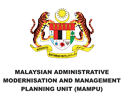 MALAYSIAN ADMINISTRATIVE
MODERNISATION AND MANAGEMENT
PLANNING UNIT (MAMPU)